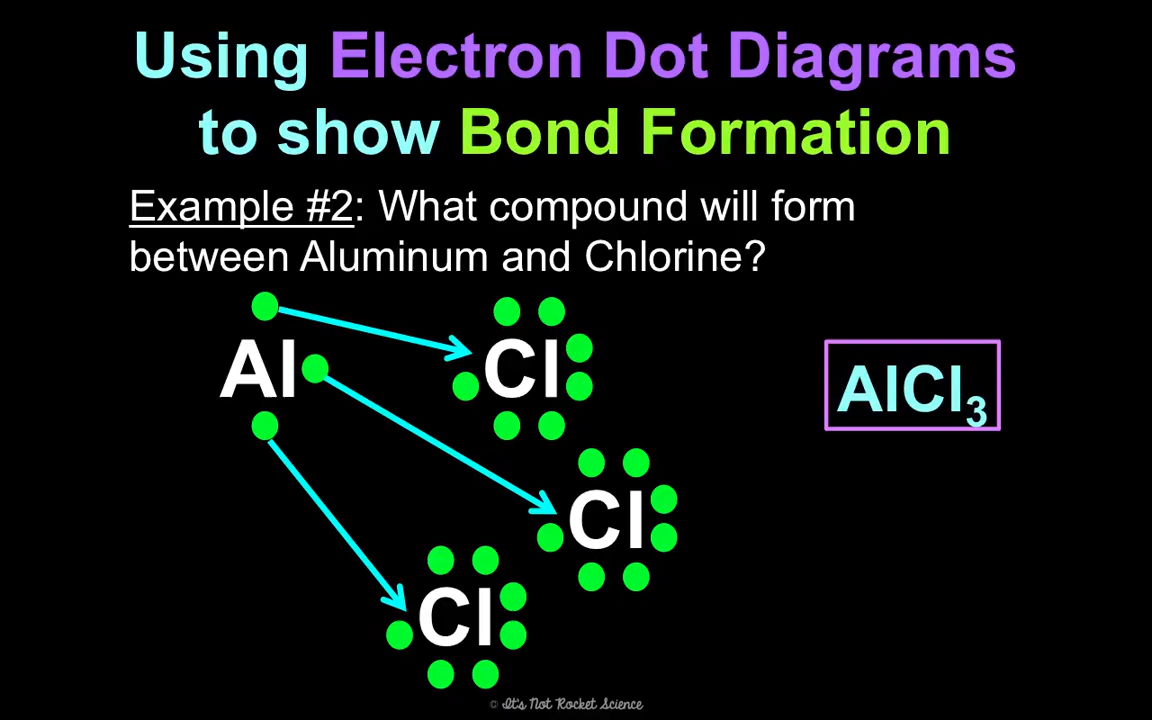 Using Electron Dot Diagrams
to show Bond Formation
Example #2: What compound will form
between Aluminum and Chlorine?
Al
Cl
AlCl₃
Cl
Cl
© It's Not Rocket Science